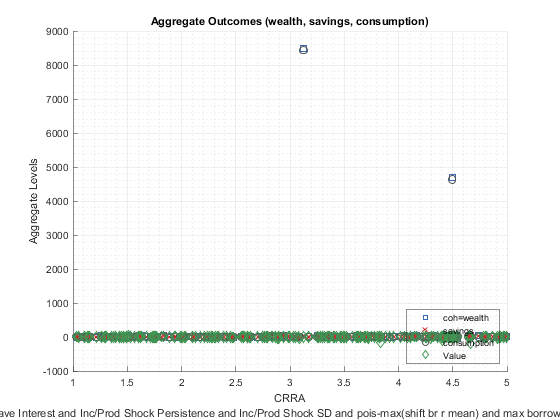 Aggregate Outcomes (wealth, savings, consumption)
9000
8000
7000
6000
5000
4000
3000
2000
1000
0
-1000
Aggregate Levels
coh=wealth
savings
consumption
Value
1
1.5
2
2.5
3
3.5
4
4.5
5
CRRA
ave Interest and Inc/Prod Shock Persistence and Inc/Prod Shock SD and pois-max(shift br r mean) and max borrow